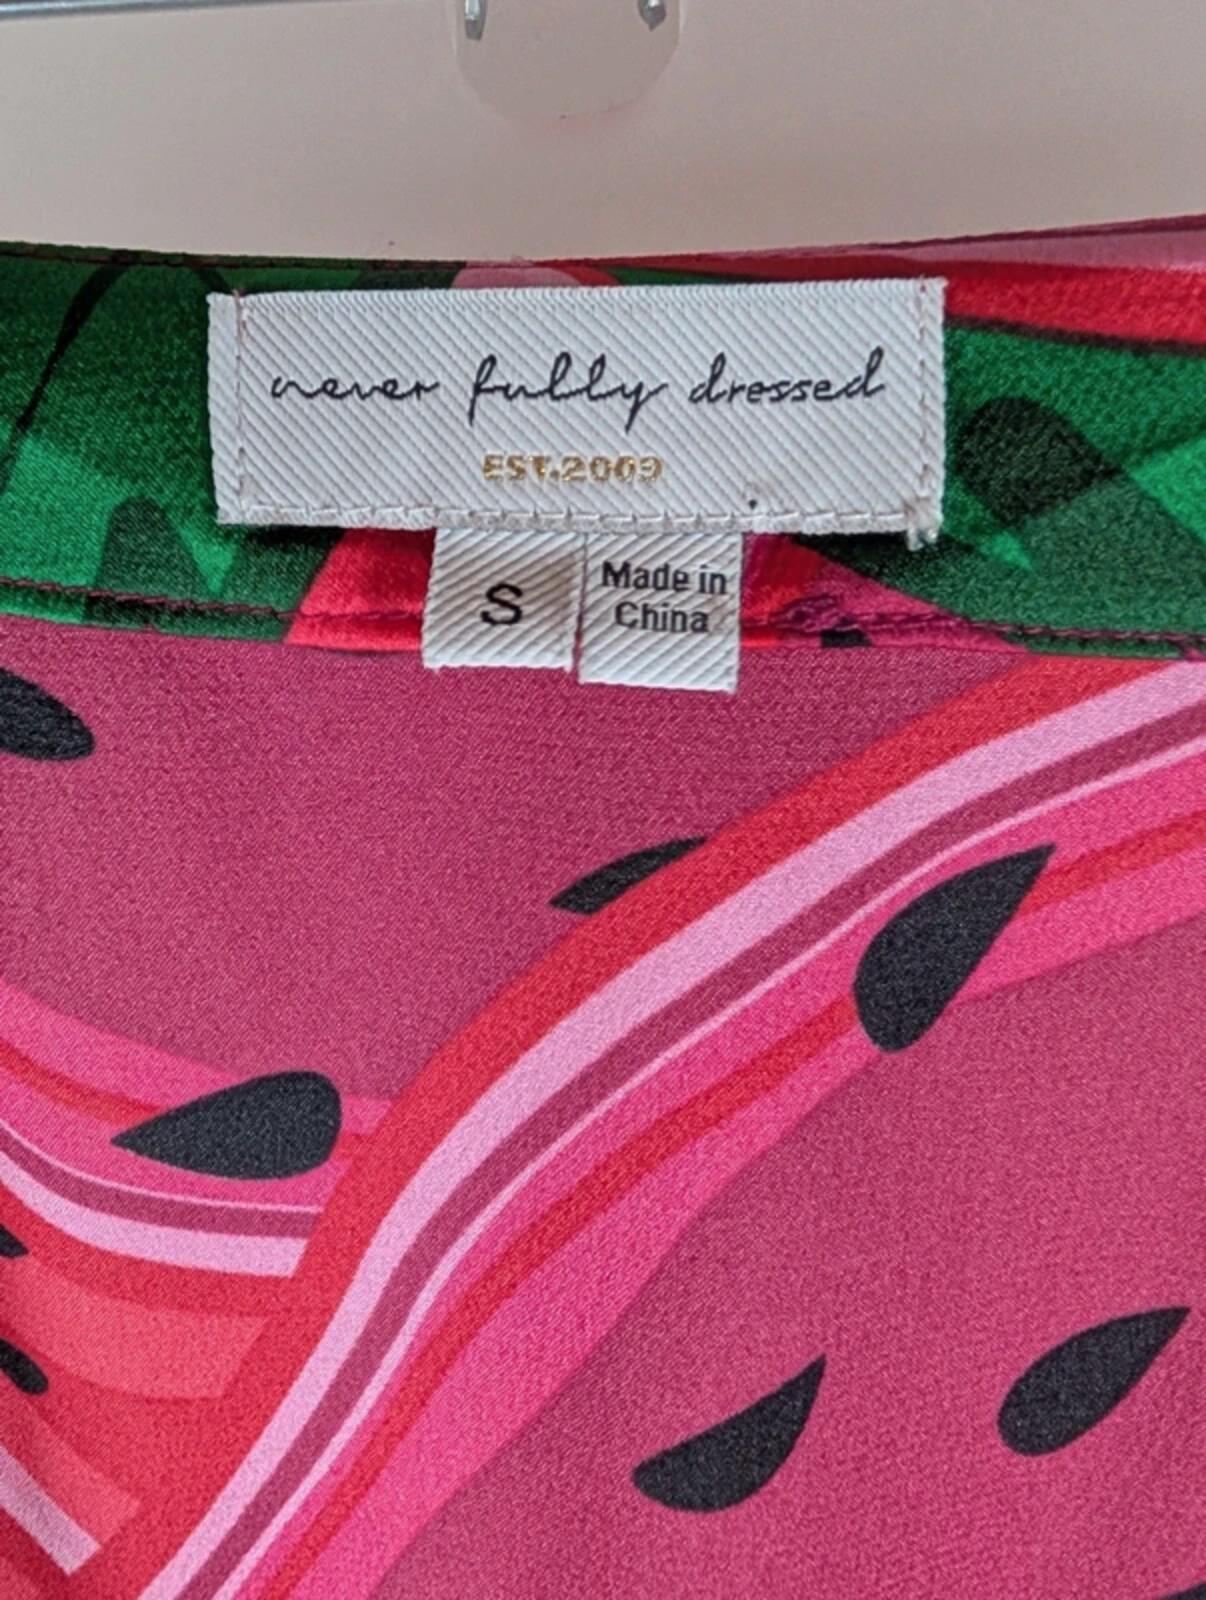 never fully dressed
EST.2009
S
Made in
China